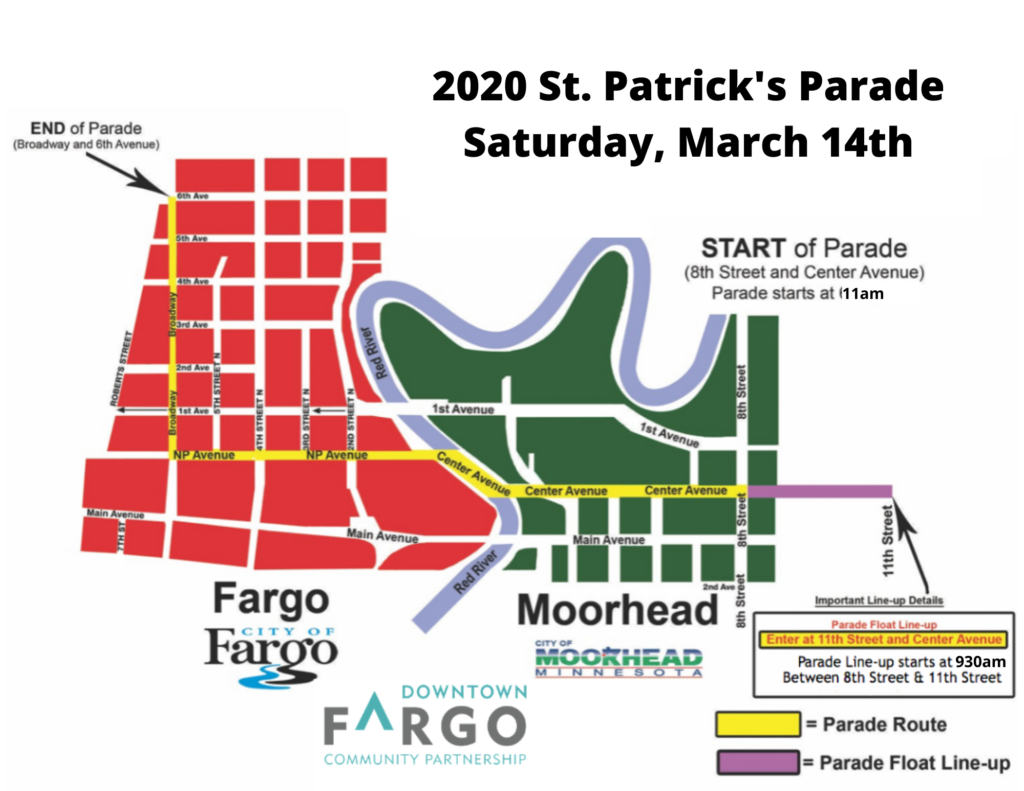 2020 St. Patrick's Parade
Saturday, March 14th
END of Parade
(Broadway and 6th Avenue)
START of Parade
(8th Street and Center Avenue)
Parade starts at 11am
6th Ave
5th Ave
4th Ave
Broadway
3rd Ave
2nd Ave
1st Ave
Broadway
ROBERTS STREET
5TH STREET N
4TH STREET N
3RD STREET N
2ND STREET N
Red River
1st Avenue
1st Avenue
8th Street
NP Avenue
NP Avenue
Center Avenue
Center Avenue
Center Avenue
8th Street
11th Street
Main Avenue
7TH ST
Main Avenue
Main Avenue
Red River
2nd Ave
8th Street
Fargo
CITY OF
Fargo
Moorhead
CITY OF
MOORHEAD
MINNESOTA
Important Line-up Details
Parade Float Line-up
Enter at 11th Street and Center Avenue
Parade Line-up starts at 930am
Between 8th Street & 11th Street
DOWNTOWN
FARGO
COMMUNITY PARTNERSHIP
= Parade Route
= Parade Float Line-up